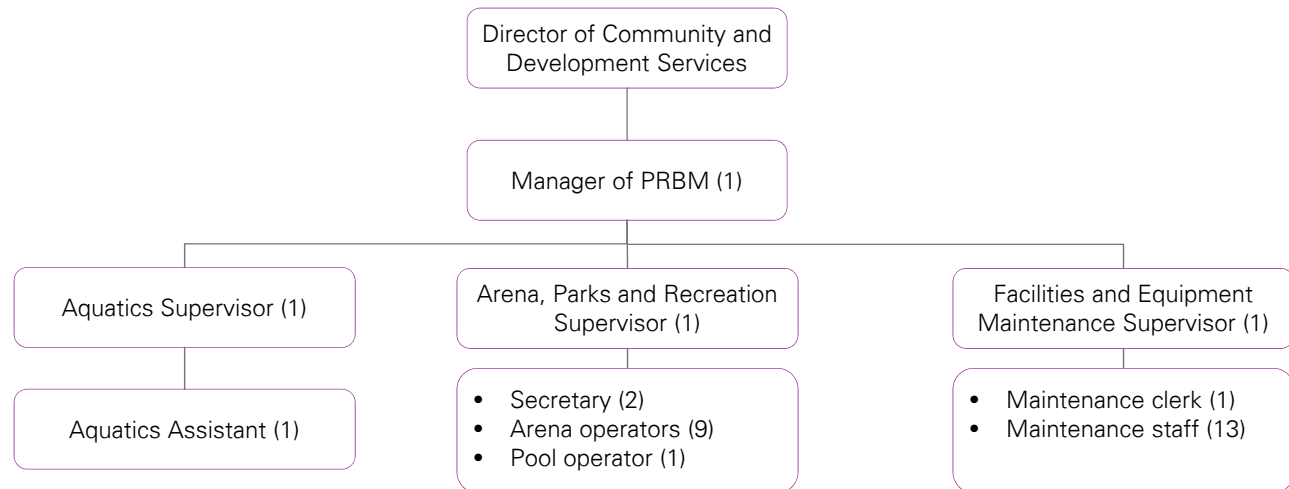 Director of Community and
Development Services
Manager of PRBM (1)
Aquatics Supervisor (1)
Arena, Parks and Recreation
Supervisor (1)
Facilities and Equipment
Maintenance Supervisor (1)
Aquatics Assistant (1)
• Secretary (2)
• Arena operators (9)
• Pool operator (1)
• Maintenance clerk (1)
• Maintenance staff (13)